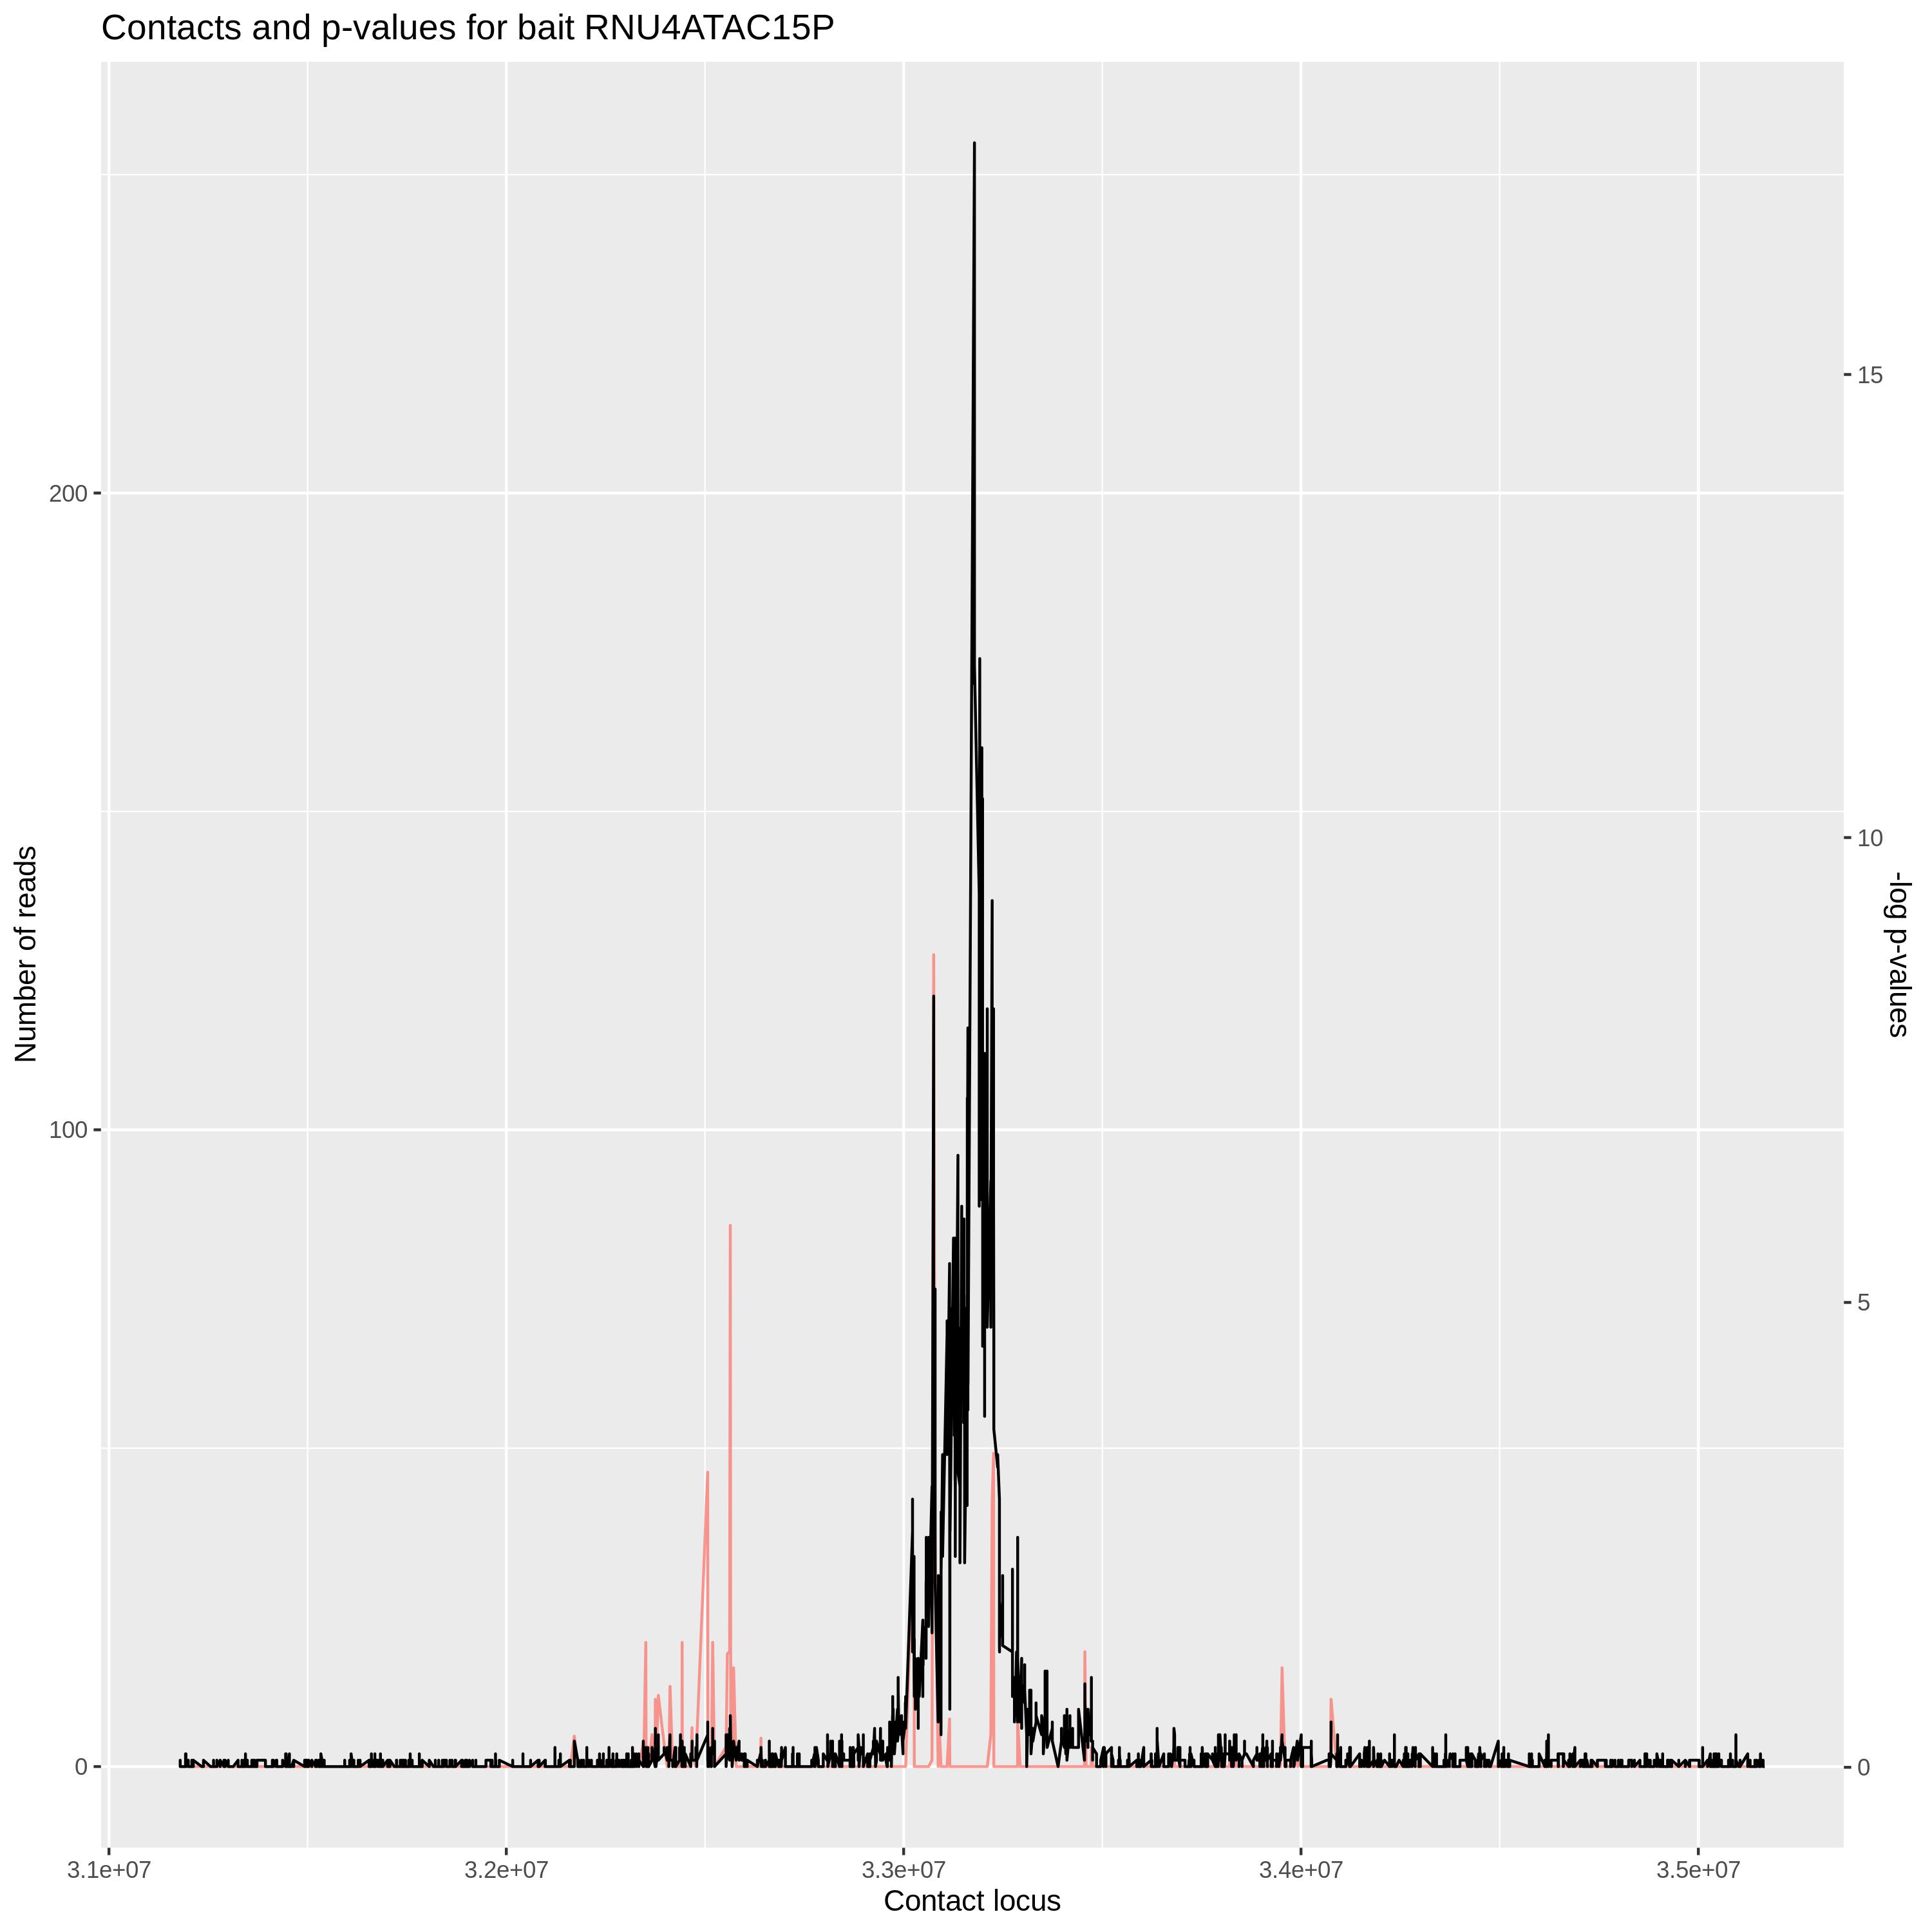 Contacts and p-values for bait RNU4ATAC15P
Number of reads
200
100
0
15
10
5
0
-log p-values
3.1e+07 3.2e+07 3.3e+07 3.4e+07 3.5e+07
Contact locus